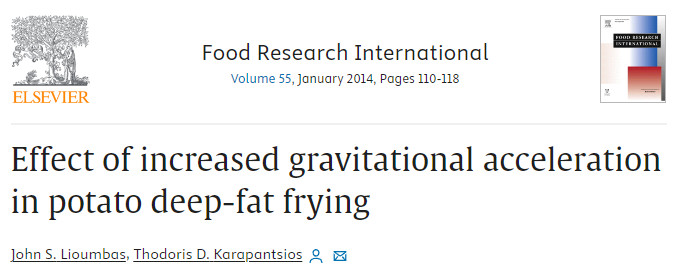 ELSEVIER
Food Research International
Volume 55, January 2014, Pages 110-118
FOOD RESEARCH
INTERNATIONAL
Effect of increased gravitational acceleration
in potato deep-fat frying
John S. Lioumbas, Thodoris D. Karapantsios